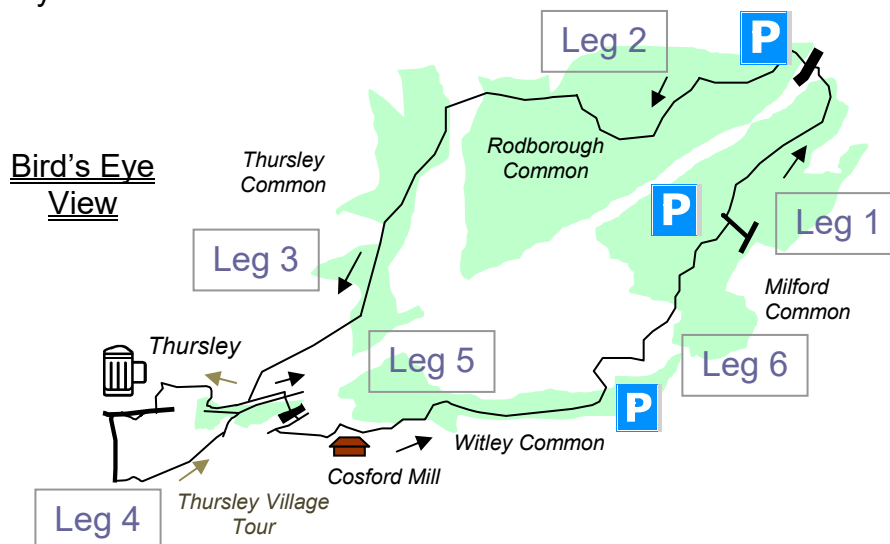 Leg 2
P
Bird's Eye
View
Thursley
Common
Rodborough
Common
P
Leg 1
Leg 3
Milford
Common
Thursley
Leg 5
Leg 6
P
Witley Common
Cosford Mill
Leg 4
Thursley Village
Tour